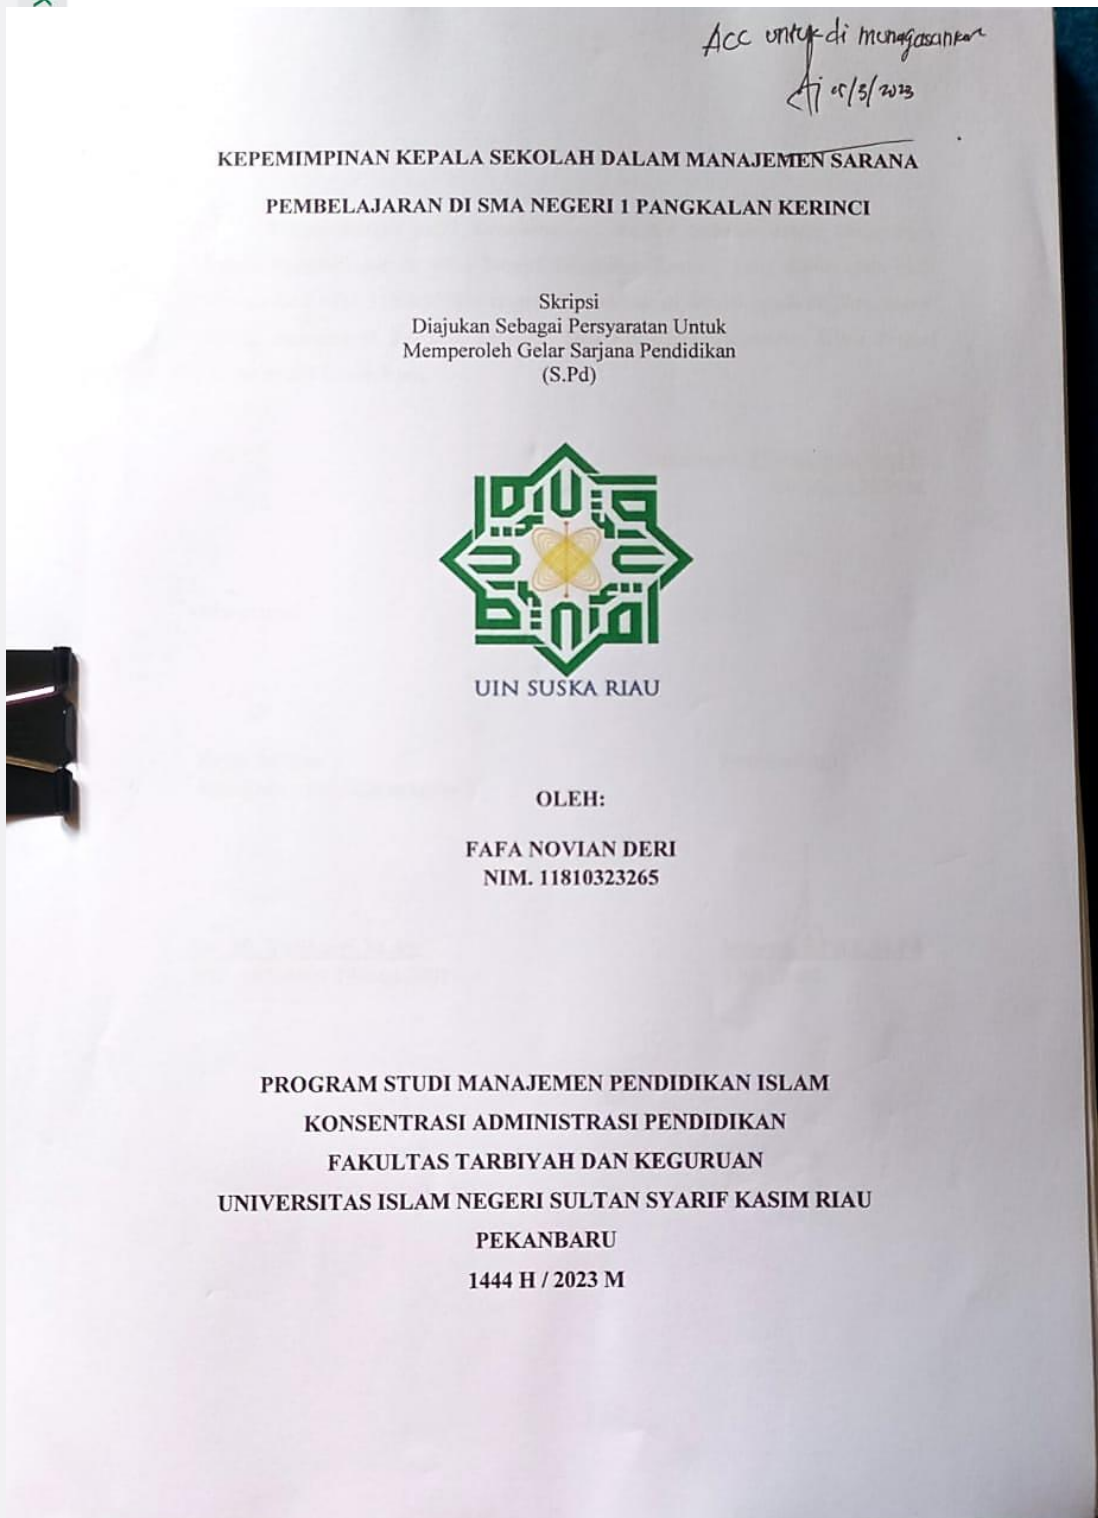 Acc untuk di munaqasahkan
/3/2023
KEPEMIMPINAN KEPALA SEKOLAH DALAM MANAJEMEN SARANA
PEMBELAJARAN DI SMA NEGERI 1 PANGKALAN KERINCI
Skripsi
Diajukan Sebagai Persyaratan Untuk
Memperoleh Gelar Sarjana Pendidikan
(S.Pd)
UIN SUSKA RIAU
OLEH:
FAFA NOVIAN DERI
NIM. 11810323265
PROGRAM STUDI MANAJEMEN PENDIDIKAN ISLAM
KONSENTRASI ADMINISTRASI PENDIDIKAN
FAKULTAS TARBIYAH DAN KEGURUAN
UNIVERSITAS ISLAM NEGERI SULTAN SYARIF KASIM RIAU
PEKANBARU
1444 H / 2023 M